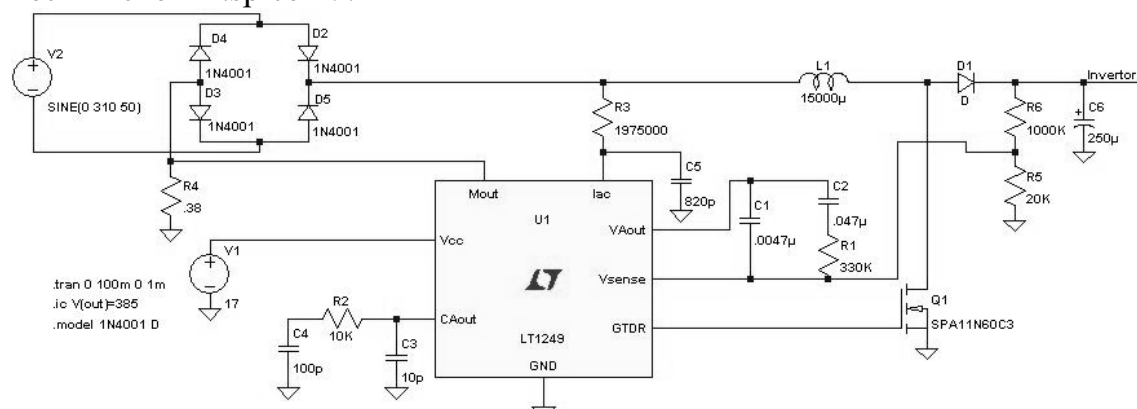 V2
SINE(0 310 50)
D4
1N4001
D2
1N4001
D3
1N4001
D5
1N4001
L1
15000µ
D1
D
Invertor
R3
1975000
R6
1000K
C6
250µ
R4
.38
C5
820p
R5
20K
Mout
Iac
U1
Vcc
VAout
Vsense
CAout
GTDR
LT1249
GND
C1
.0047µ
C2
.047µ
R1
330K
V1
17
.tran 0 100m 0 1m
.ic V(out)=385
.model 1N4001 D
R2
10K
C4
100p
C3
10p
Q1
SPA11N60C3